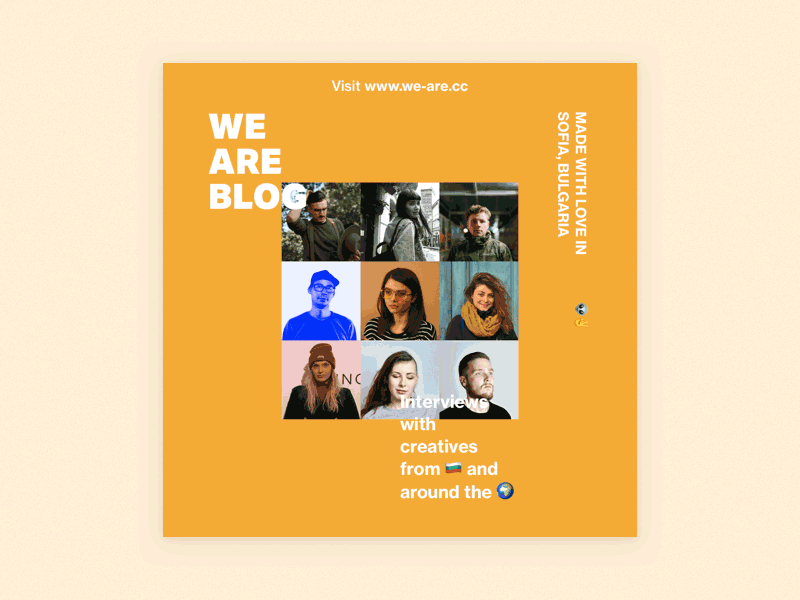 Visit www.we-are.cc
WE
ARE
BLOG
MADE WITH LOVE IN
SOFIA, BULGARIA
Interviews
with
creatives
from 🇧🇬 and
around the 🌍